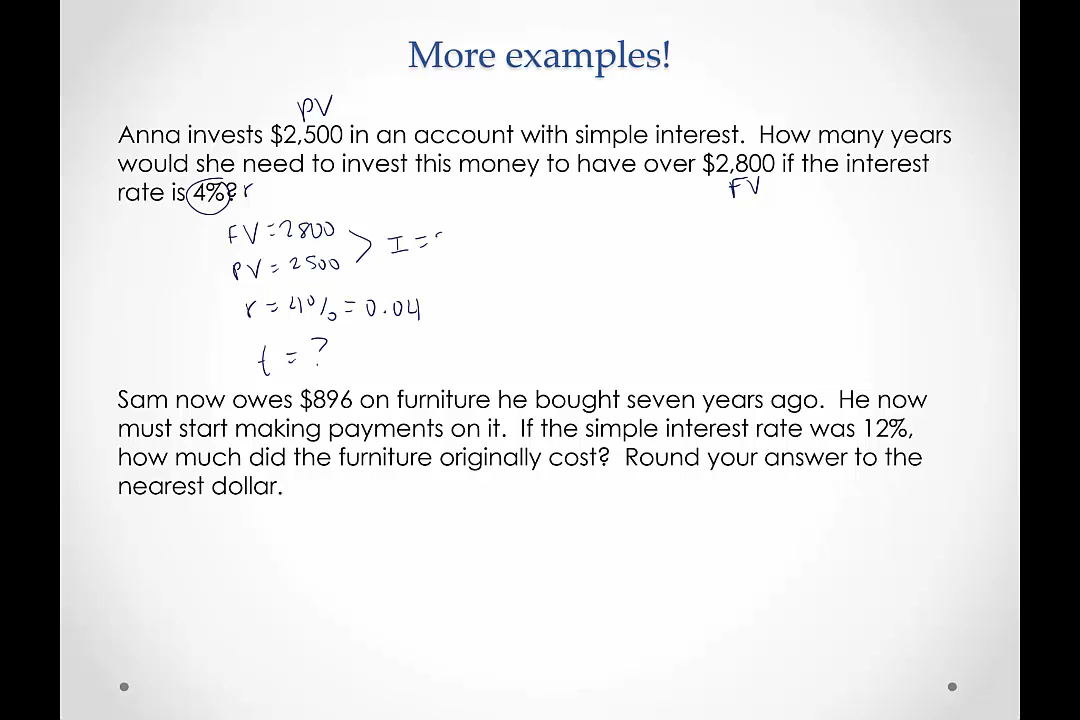 More examples!
PV
Anna invests $2,500 in an account with simple interest. How many years
would she need to invest this money to have over $2,800 if the interest
rate is 4%? r
FV
FV = 2800
PV = 2500
I =
r = 4% = 0.04
t = ?
Sam now owes $896 on furniture he bought seven years ago. He now
must start making payments on it. If the simple interest rate was 12%,
how much did the furniture originally cost? Round your answer to the
nearest dollar.